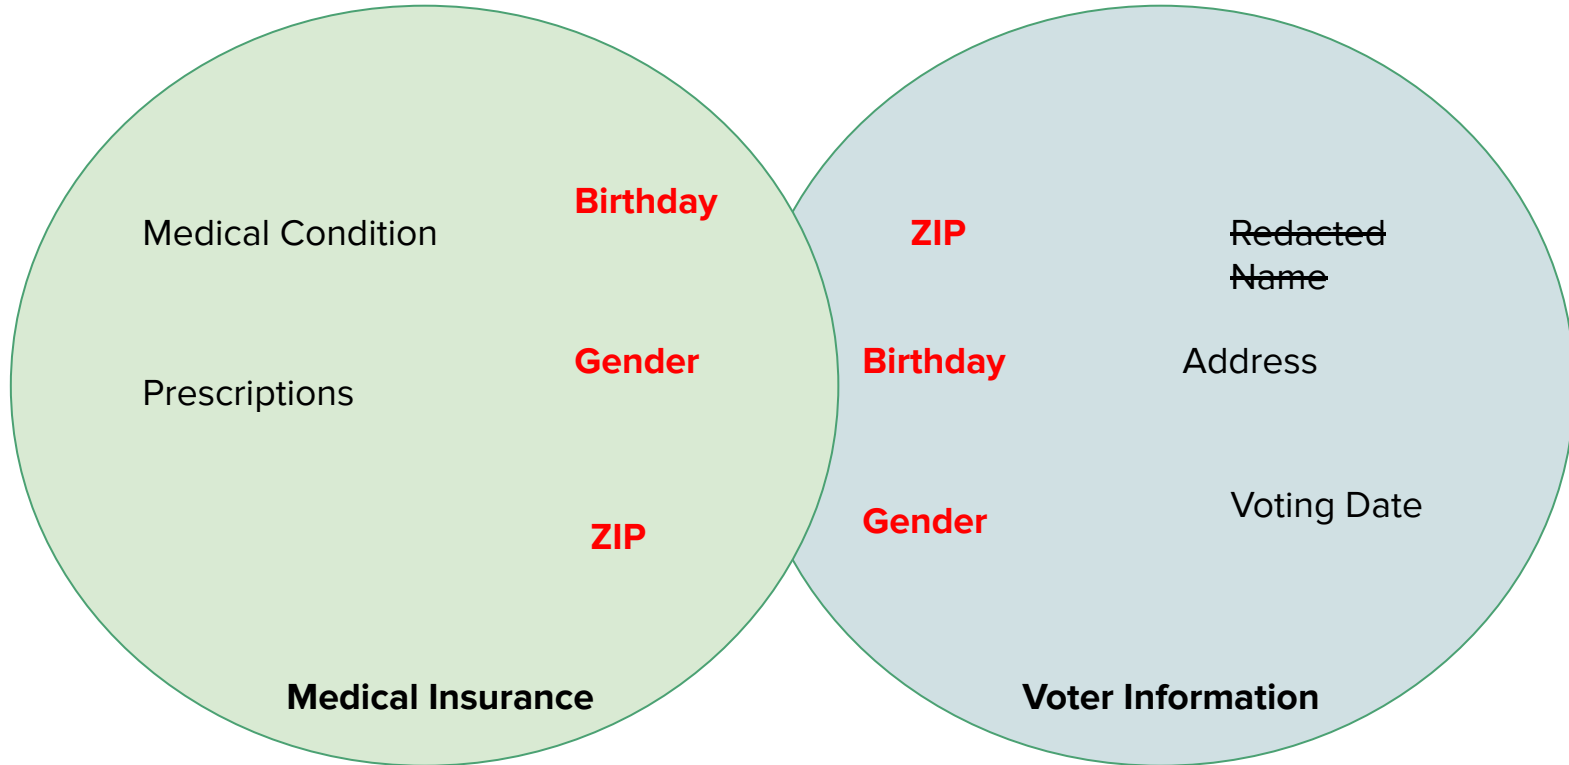 Medical Condition
Prescriptions
Birthday
Gender
ZIP
Medical Insurance
ZIP
Birthday
Gender
Redacted
Name
Address
Voting Date
Voter Information